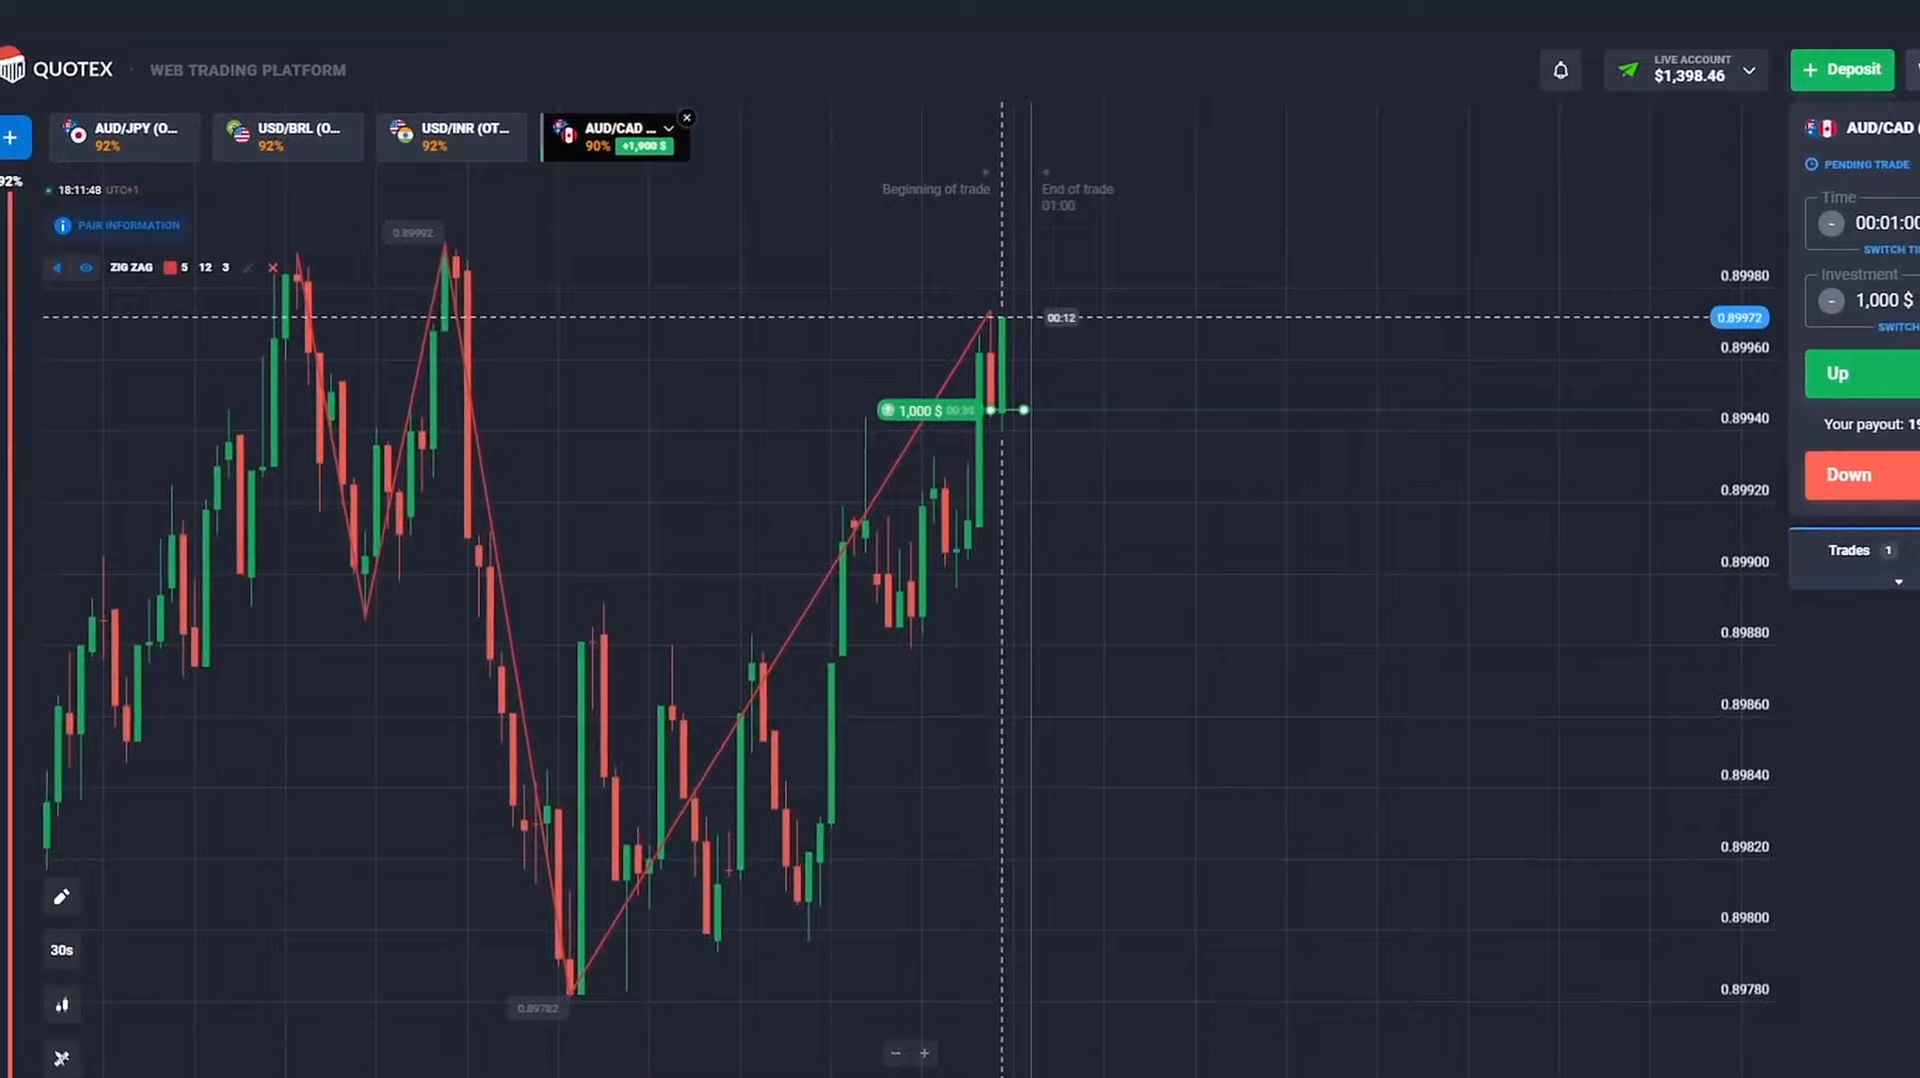 QUOTEX
WEB TRADING PLATFORM
LIVE ACCOUNT
$1,398.46
+ Deposit
+
AUD/JPY (O...
92%
USD/BRL (O...
92%
USD/INR (OT...
92%
AUD/CAD ...
90% +1,900 $
AUD/CAD (
92%
18:11:48 UTC+1
Beginning of trade
End of trade
01:00
PENDING TRADE
PAIR INFORMATION
0.89992
Time
00:01:00
SWITCH TI
ZIG ZAG 5 12 3
Investment
1,000 $
SWITCH
0.89980
00:12
0.89972
0.89960
Up
1,000 $
0.89940
Your payout: 19
Down
0.89920
Trades 1
0.89900
0.89880
0.89860
0.89840
0.89820
0.89800
30s
0.89780
0.89782